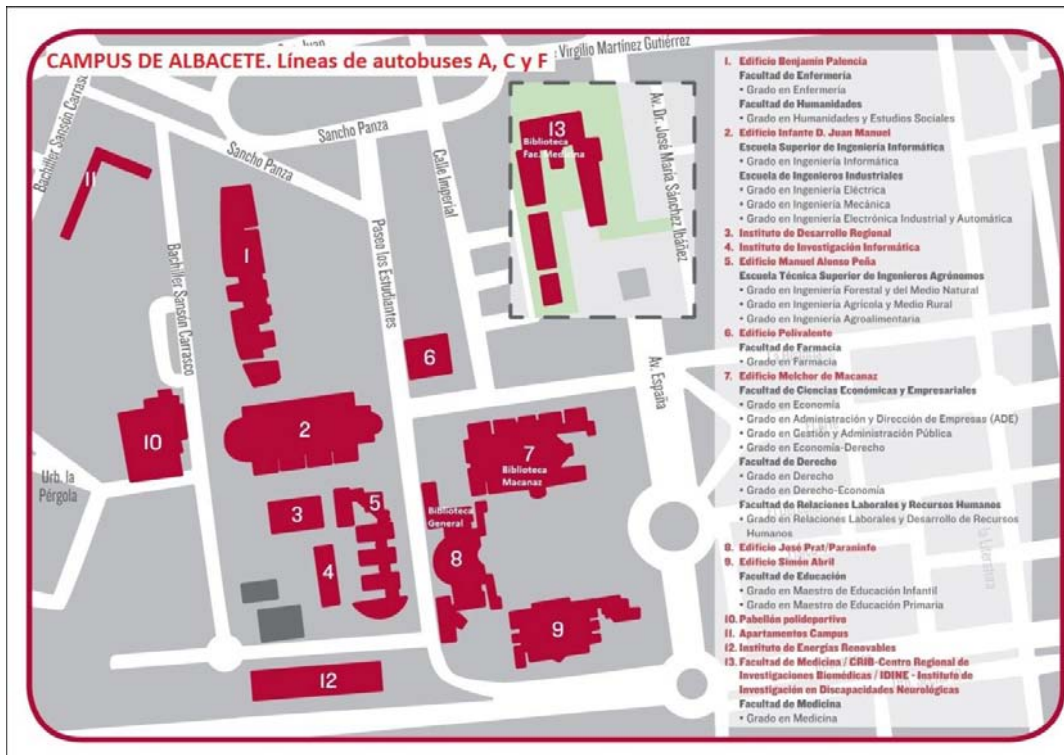 CAMPUS DE ALBACETE. Líneas de autobuses A, C y F
Virgilio Martínez Gutiérrez
Bachiller Sansón Carrasco
Sancho Panza
Sancho Panza
Calle Imperial
Av. Dr. José María Sánchez Ibáñez
Paseo los Estudiantes
Bachiller Sansón Carrasco
Av. España
Urb. la
Pérgola
11
1
13
Biblioteca
Fac. Medicina
6
10
2
7
Biblioteca
Macanaz
3
5
Biblioteca
General
4
8
9
12
1. Edificio Benjamín Palencia
Facultad de Enfermería
• Grado en Enfermería
Facultad de Humanidades
• Grado en Humanidades y Estudios Sociales
2. Edificio Infante D. Juan Manuel
Escuela Superior de Ingeniería Informática
• Grado en Ingeniería Informática
Escuela de Ingenieros Industriales
• Grado en Ingeniería Eléctrica
• Grado en Ingeniería Mecánica
• Grado en Ingeniería Electrónica Industrial y Automática
3. Instituto de Desarrollo Regional
4. Instituto de Investigación Informática
5. Edificio Manuel Alonso Peña
Escuela Técnica Superior de Ingenieros Agrónomos
• Grado en Ingeniería Forestal y del Medio Natural
• Grado en Ingeniería Agrícola y Medio Rural
• Grado en Ingeniería Agroalimentaria
6. Edificio Polivalente
Facultad de Farmacia
• Grado en Farmacia
7. Edificio Melchor de Macanaz
Facultad de Ciencias Económicas y Empresariales
• Grado en Economía
• Grado en Administración y Dirección de Empresas (ADE)
• Grado en Gestión y Administración Pública
• Grado en Economía-Derecho
Facultad de Derecho
• Grado en Derecho
• Grado en Derecho-Economía
Facultad de Relaciones Laborales y Recursos Humanos
• Grado en Relaciones Laborales y Desarrollo de Recursos
Humanos
8. Edificio José Prat/Paraninfo
9. Edificio Simón Abril
Facultad de Educación
• Grado en Maestro de Educación Infantil
• Grado en Maestro de Educación Primaria
10. Pabellón polideportivo
11. Apartamentos Campus
12. Instituto de Energías Renovables
13. Facultad de Medicina / CRIB-Centro Regional de
Investigaciones Biomédicas / IDINE - Instituto de
Investigación en Discapacidades Neurológicas
Facultad de Medicina
• Grado en Medicina